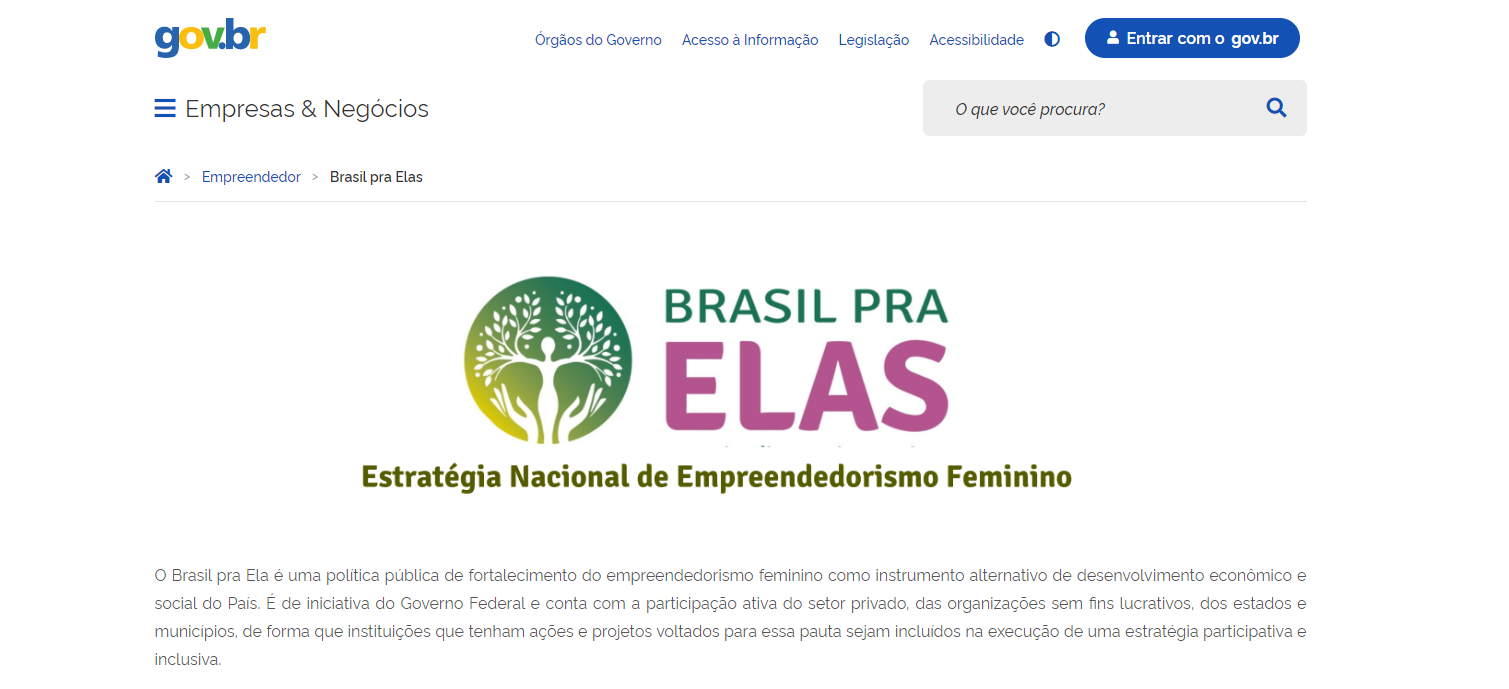 gov.br
Órgãos do Governo Acesso à Informação Legislação Acessibilidade Entrar com o gov.br
Empresas & Negócios
O que você procura?
> Empreendedor > Brasil pra Elas
BRASIL PRA
ELAS
Estratégia Nacional de Empreendedorismo Feminino
O Brasil pra Ela é uma política pública de fortalecimento do empreendedorismo feminino como instrumento alternativo de desenvolvimento econômico e
social do País. É de iniciativa do Governo Federal e conta com a participação ativa do setor privado, das organizações sem fins lucrativos, dos estados e
municípios, de forma que instituições que tenham ações e projetos voltados para essa pauta sejam incluídos na execução de uma estratégia participativa e
inclusiva.